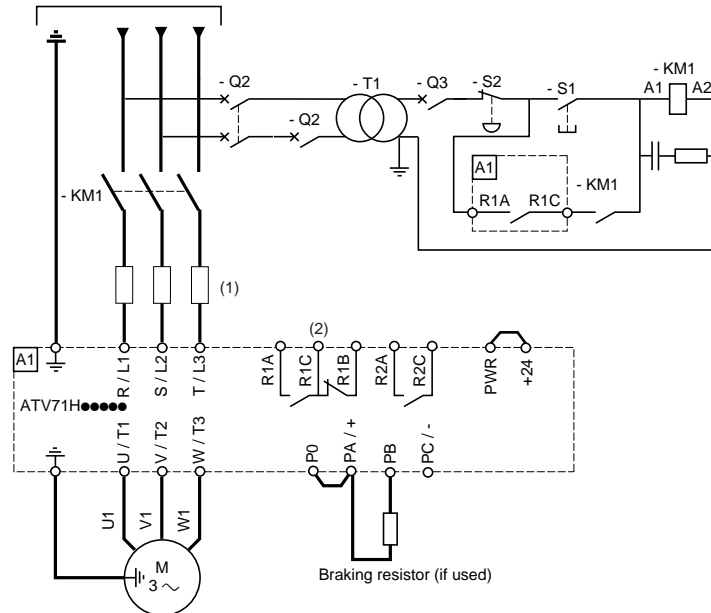 - Q2
- T1
- Q3
- S2
- S1
- KM1
A1
A2
- Q2
A1
R1A
R1C
- KM1
- KM1
(1)
(2)
A1
R / L1
S / L2
T / L3
R1A
R1C
R1B
R2A
R2C
PWR
+24
ATV71H●●●●●
U / T1
V / T2
W / T3
P0
PA / +
PB
PC / -
U1
V1
W1
M
3 ~
Braking resistor (if used)